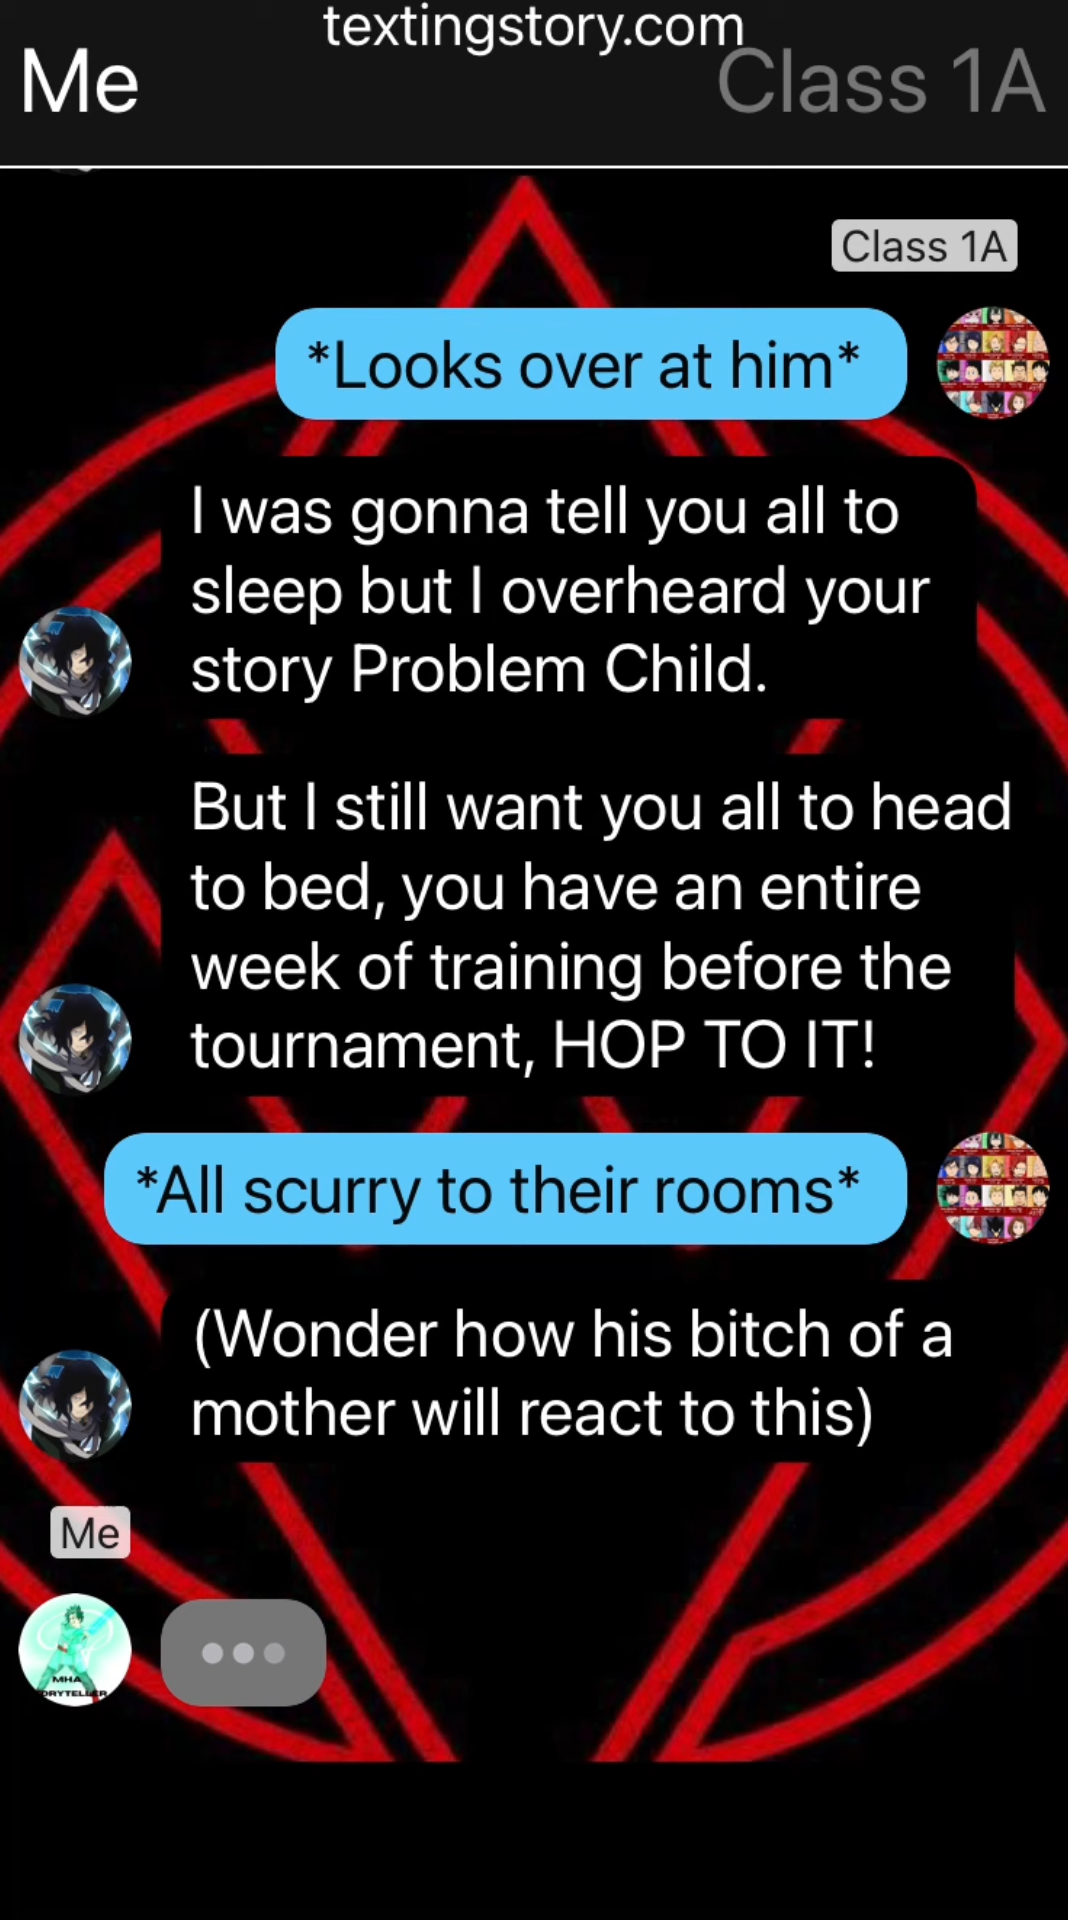 textingstory.com
Me
Class 1A
Class 1A
*Looks over at him*
I was gonna tell you all to
sleep but I overheard your
story Problem Child.
But I still want you all to head
to bed, you have an entire
week of training before the
tournament, HOP TO IT!
*All scurry to their rooms*
(Wonder how his bitch of a
mother will react to this)
Me
MHA
ORYTELLER